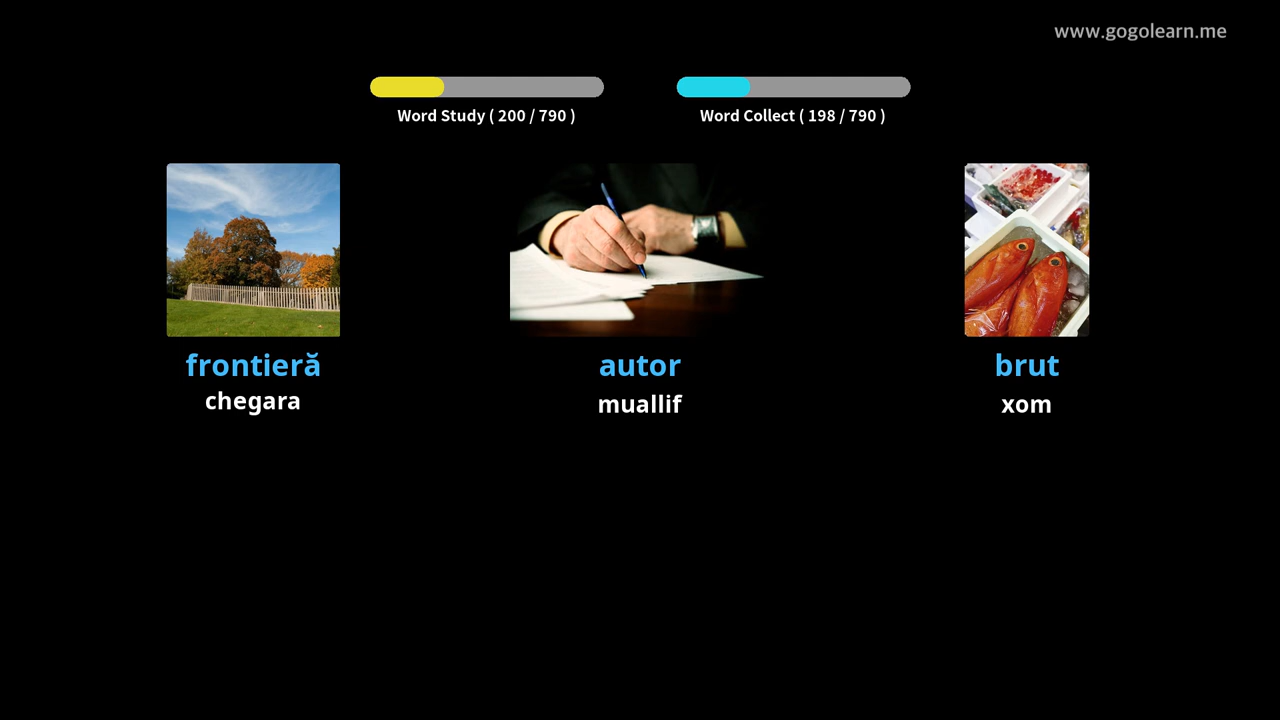 www.gogolearn.me
Word Study ( 200 / 790 )
Word Collect ( 198 / 790 )
frontieră
chegara
autor
muallif
brut
xom